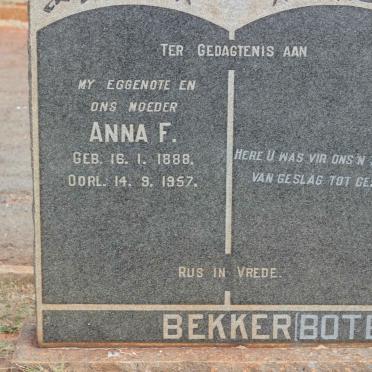 TER GEDAGTENIS AAN
MY EGGENOTE EN
ONS MOEDER
ANNA F.
GEB. 16. 1. 1888.
OORL. 14. 9. 1957.
HERE U WAS VIR ONS 'N
VAN GESLAG TOT
RUS IN VREDE.
BEKKER (BOT